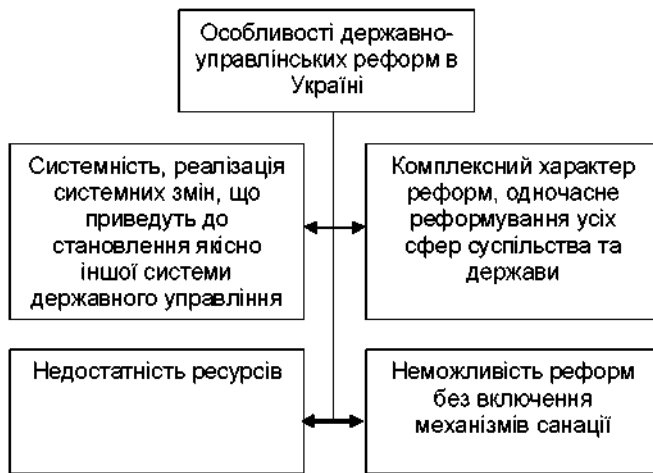 Особливості державно-
управлінських реформ в
Україні
Системність, реалізація
системних змін, що
приведуть до
становлення якісно
іншої системи
державного управління
Комплексний характер
реформ, одночасне
реформування усіх
сфер суспільства та
держави
Недостатність ресурсів
Неможливість реформ
без включення
механізмів санації